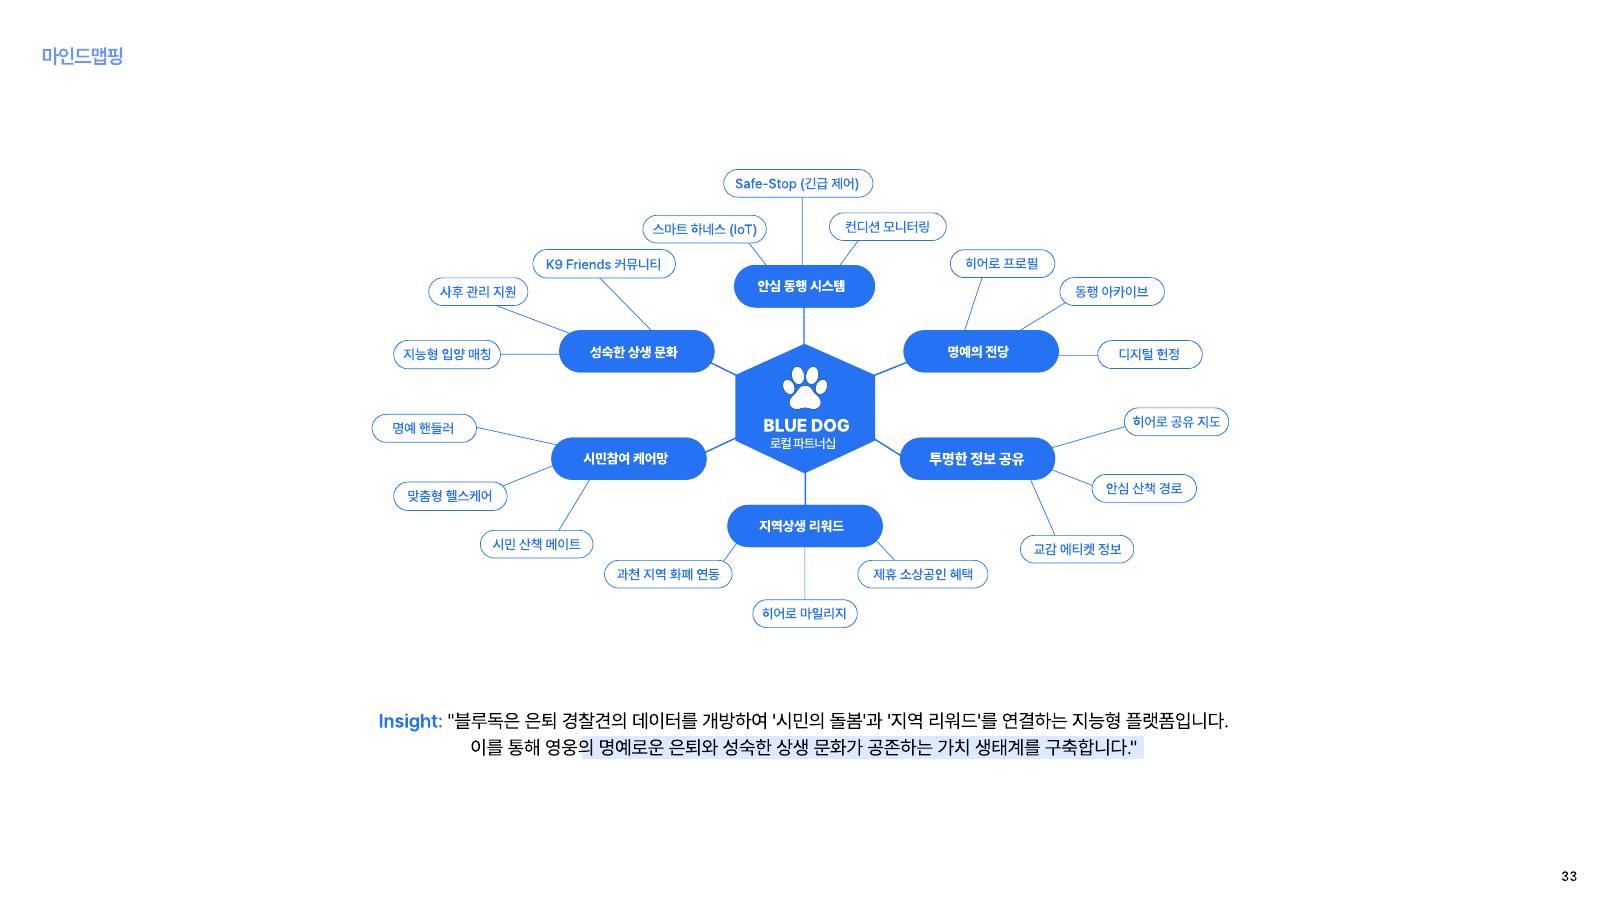 마인드맵핑
Safe-Stop (긴급 제어)
스마트 하네스 (IoT)
컨디션 모니터링
K9 Friends 커뮤니티
히어로 프로필
사후 관리 지원
안심 동행 시스템
동행 아카이브
지능형 입양 매칭
성숙한 상생 문화
명예의 전당
디지털 헌정
BLUE DOG
로컬 파트너십
명예 핸들러
시민참여 케어망
투명한 정보 공유
히어로 공유 지도
맞춤형 헬스케어
안심 산책 경로
시민 산책 메이트
지역상생 리워드
교감 에티켓 정보
과천 지역 화폐 연동
제휴 소상공인 혜택
히어로 마일리지
Insight: "블루독은 은퇴 경찰견의 데이터를 개방하여 '시민의 돌봄'과 '지역 리워드'를 연결하는 지능형 플랫폼입니다.
이를 통해 영웅의 명예로운 은퇴와 성숙한 상생 문화가 공존하는 가치 생태계를 구축합니다."
33